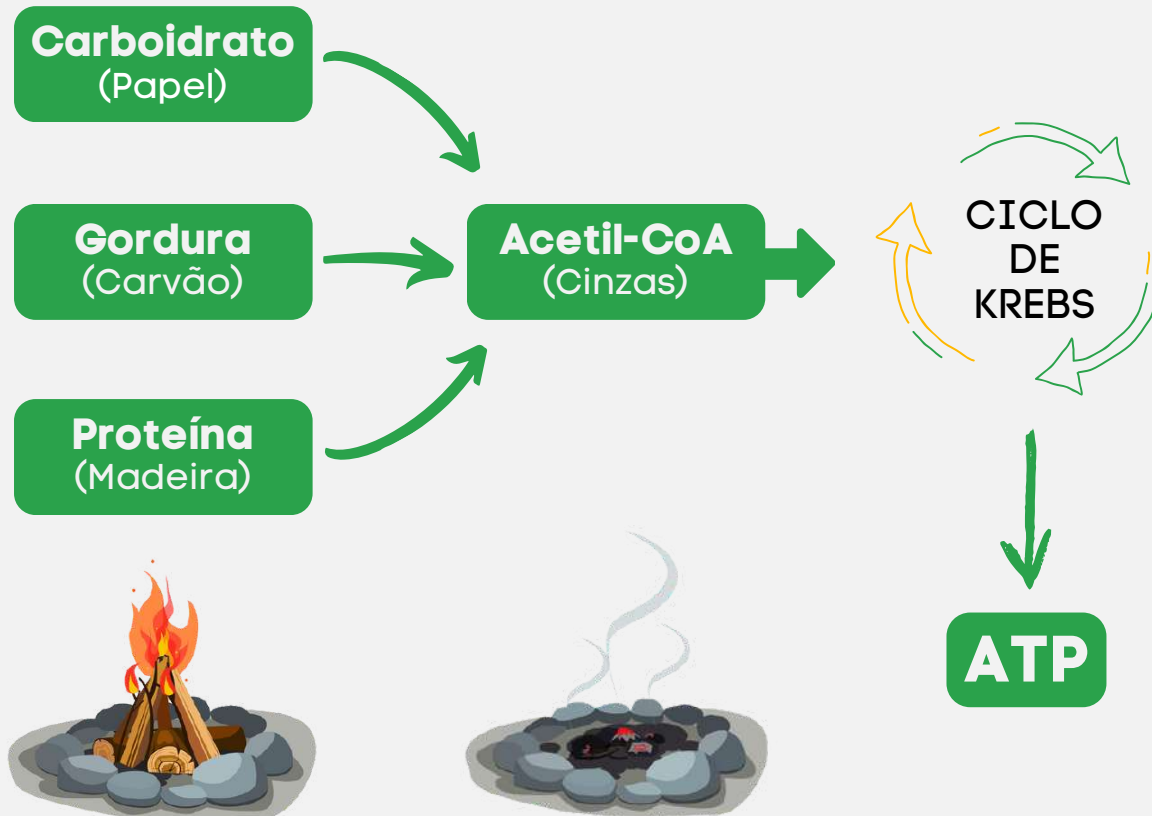 Carboidrato
(Papel)
Gordura
(Carvão)
Proteína
(Madeira)
Acetil-CoA
(Cinzas)
CICLO
DE
KREBS
ATP